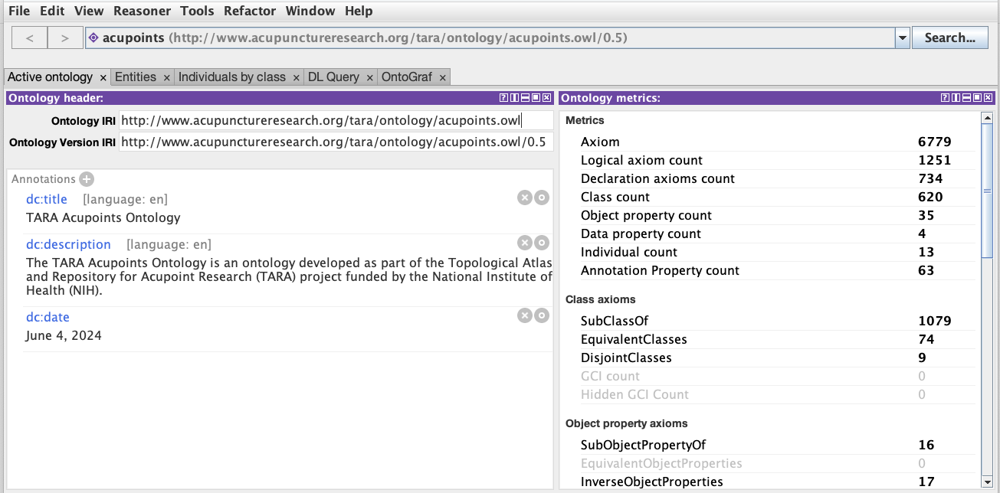 File Edit View Reasoner Tools Refactor Window Help
< > acupoints (http://www.acupunctureresearch.org/tara/ontology/acupoints.owl/0.5) Search...
Active ontology × Entities × Individuals by class × DL Query × OntoGraf ×
Ontology header:
Ontology IRI http://www.acupunctureresearch.org/tara/ontology/acupoints.owl
Ontology Version IRI http://www.acupunctureresearch.org/tara/ontology/acupoints.owl/0.5
Annotations
dc:title [language: en]
TARA Acupoints Ontology
dc:description [language: en]
The TARA Acupoints Ontology is an ontology developed as part of the Topological Atlas
and Repository for Acupoint Research (TARA) project funded by the National Institute of
Health (NIH).
dc:date
June 4, 2024
Ontology metrics:
Metrics
Axiom 6779
Logical axiom count 1251
Declaration axioms count 734
Class count 620
Object property count 35
Data property count 4
Individual count 13
Annotation Property count 63
Class axioms
SubClassOf 1079
EquivalentClasses 74
DisjointClasses 9
GCI count 0
Hidden GCI Count 0
Object property axioms
SubObjectPropertyOf 16
EquivalentObjectProperties 0
InverseObjectProperties 17